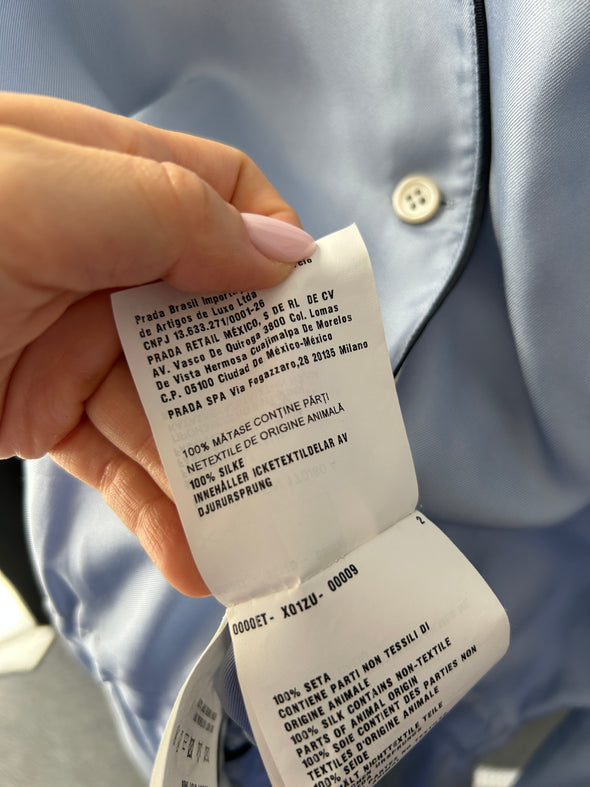 Prada Brasil Import
de Artigos de Luxo Ltda
CNPJ 13.633.271/0001-26
PRADA RETAIL MÉXICO, S DE RL DE CV
AV. Vasco De Quiroga 3800 Col. Lomas
De Vista Hermosa Cuajimalpa De Morelos
C.P. 05100 Ciudad De México-México
PRADA SPA Via Fogazzaro, 28 20135 Milano
100% MĂTASE CONȚINE PĂRȚI
NETEXTILE DE ORIGINE ANIMALĂ
100% SILKE
INNEHÅLLER ICKETEXTILDELAR AV
DJURURSPRUNG
2
0000ET- X01ZU- 00009
100% SETA
CONTIENE PARTI NON TESSILI DI
ORIGINE ANIMALE
100% SILK CONTAINS NON-TEXTILE
PARTS OF ANIMAL ORIGIN
100% SOIE CONTIENT DES PARTIES NON
TEXTILES D'ORIGINE ANIMALE
100% SEIDE
NICHTTEXTILE TEILE